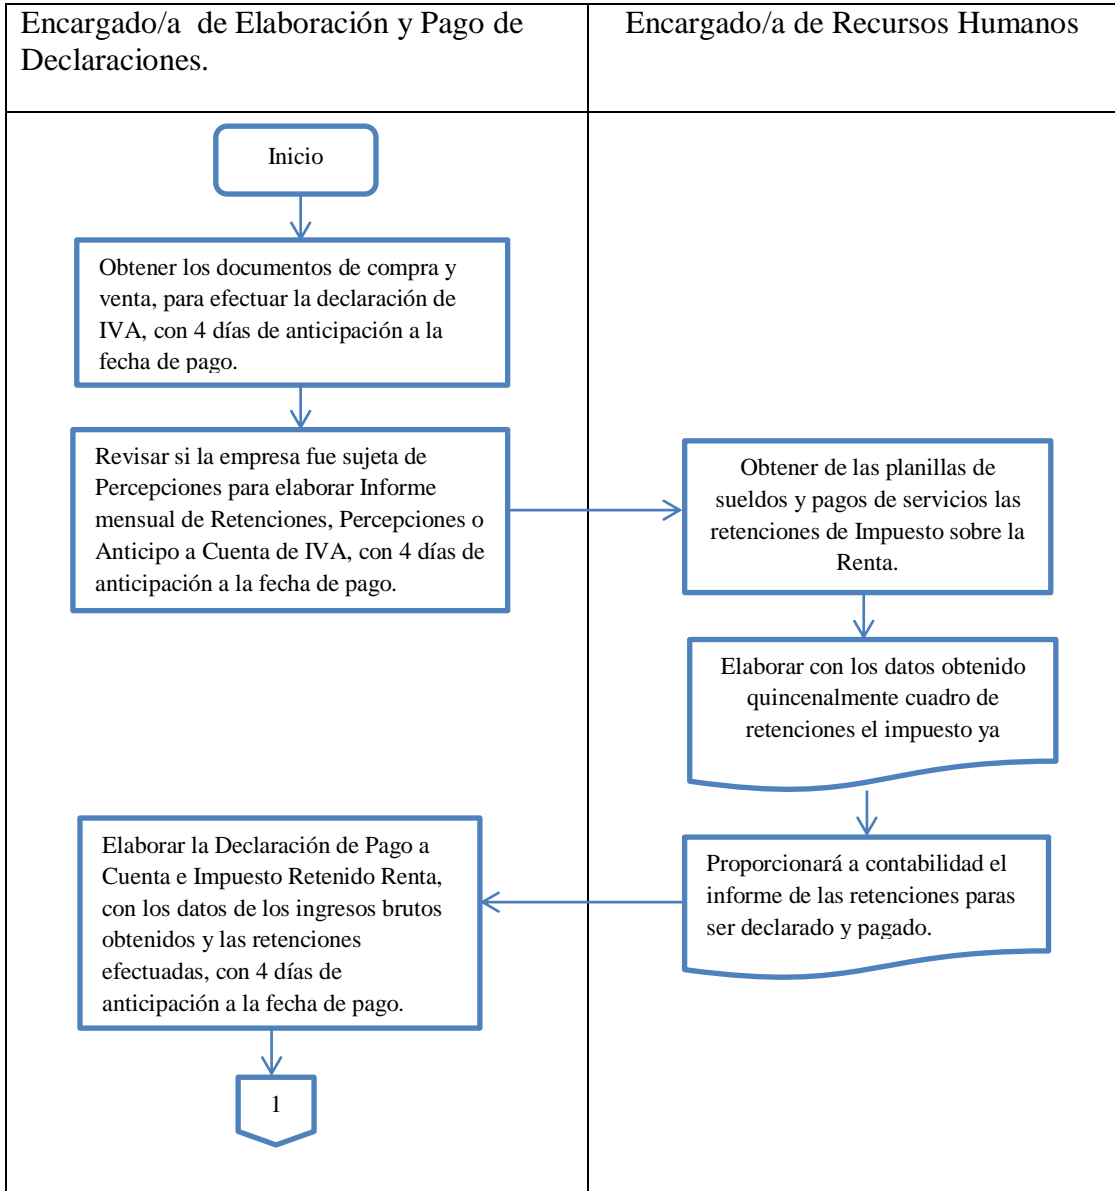 Encargado/a de Elaboración y Pago de
Declaraciones.
Encargado/a de Recursos Humanos
Inicio
Obtener los documentos de compra y
venta, para efectuar la declaración de
IVA, con 4 días de anticipación a la
fecha de pago.
Revisar si la empresa fue sujeta de
Percepciones para elaborar Informe
mensual de Retenciones, Percepciones o
Anticipo a Cuenta de IVA, con 4 días de
anticipación a la fecha de pago.
Obtener de las planillas de
sueldos y pagos de servicios las
retenciones de Impuesto sobre la
Renta.
Elaborar con los datos obtenido
quincenalmente cuadro de
retenciones el impuesto ya
Proporcionará a contabilidad el
informe de las retenciones paras
ser declarado y pagado.
Elaborar la Declaración de Pago a
Cuenta e Impuesto Retenido Renta,
con los datos de los ingresos brutos
obtenidos y las retenciones
efectuadas, con 4 días de
anticipación a la fecha de pago.
1